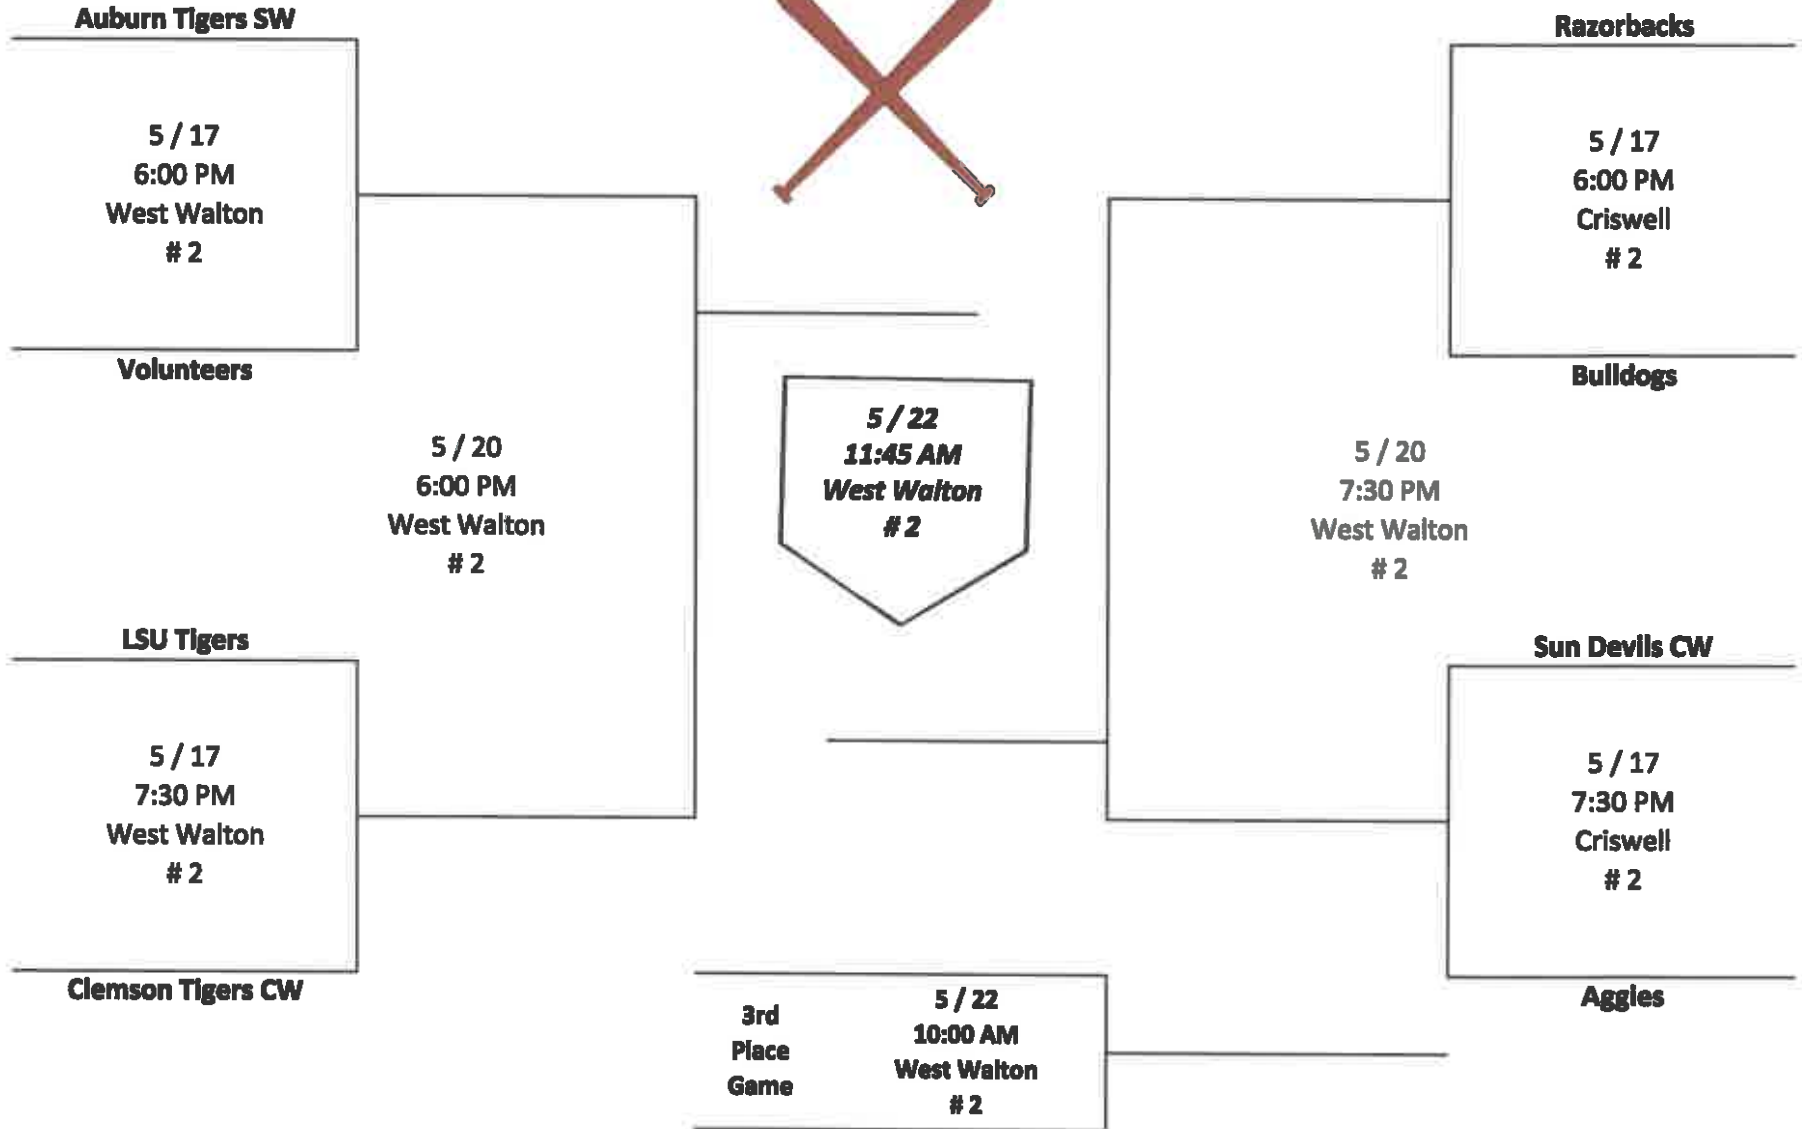 Auburn Tigers SW
5 / 17
6:00 PM
West Walton
# 2
Volunteers
5 / 20
6:00 PM
West Walton
# 2
LSU Tigers
5 / 17
7:30 PM
West Walton
# 2
Clemson Tigers CW
5 / 22
11:45 AM
West Walton
# 2
3rd
Place
Game
5 / 22
10:00 AM
West Walton
# 2
Razorbacks
5 / 17
6:00 PM
Criswell
# 2
Bulldogs
5 / 20
7:30 PM
West Walton
# 2
Sun Devils CW
5 / 17
7:30 PM
Criswell
# 2
Aggies